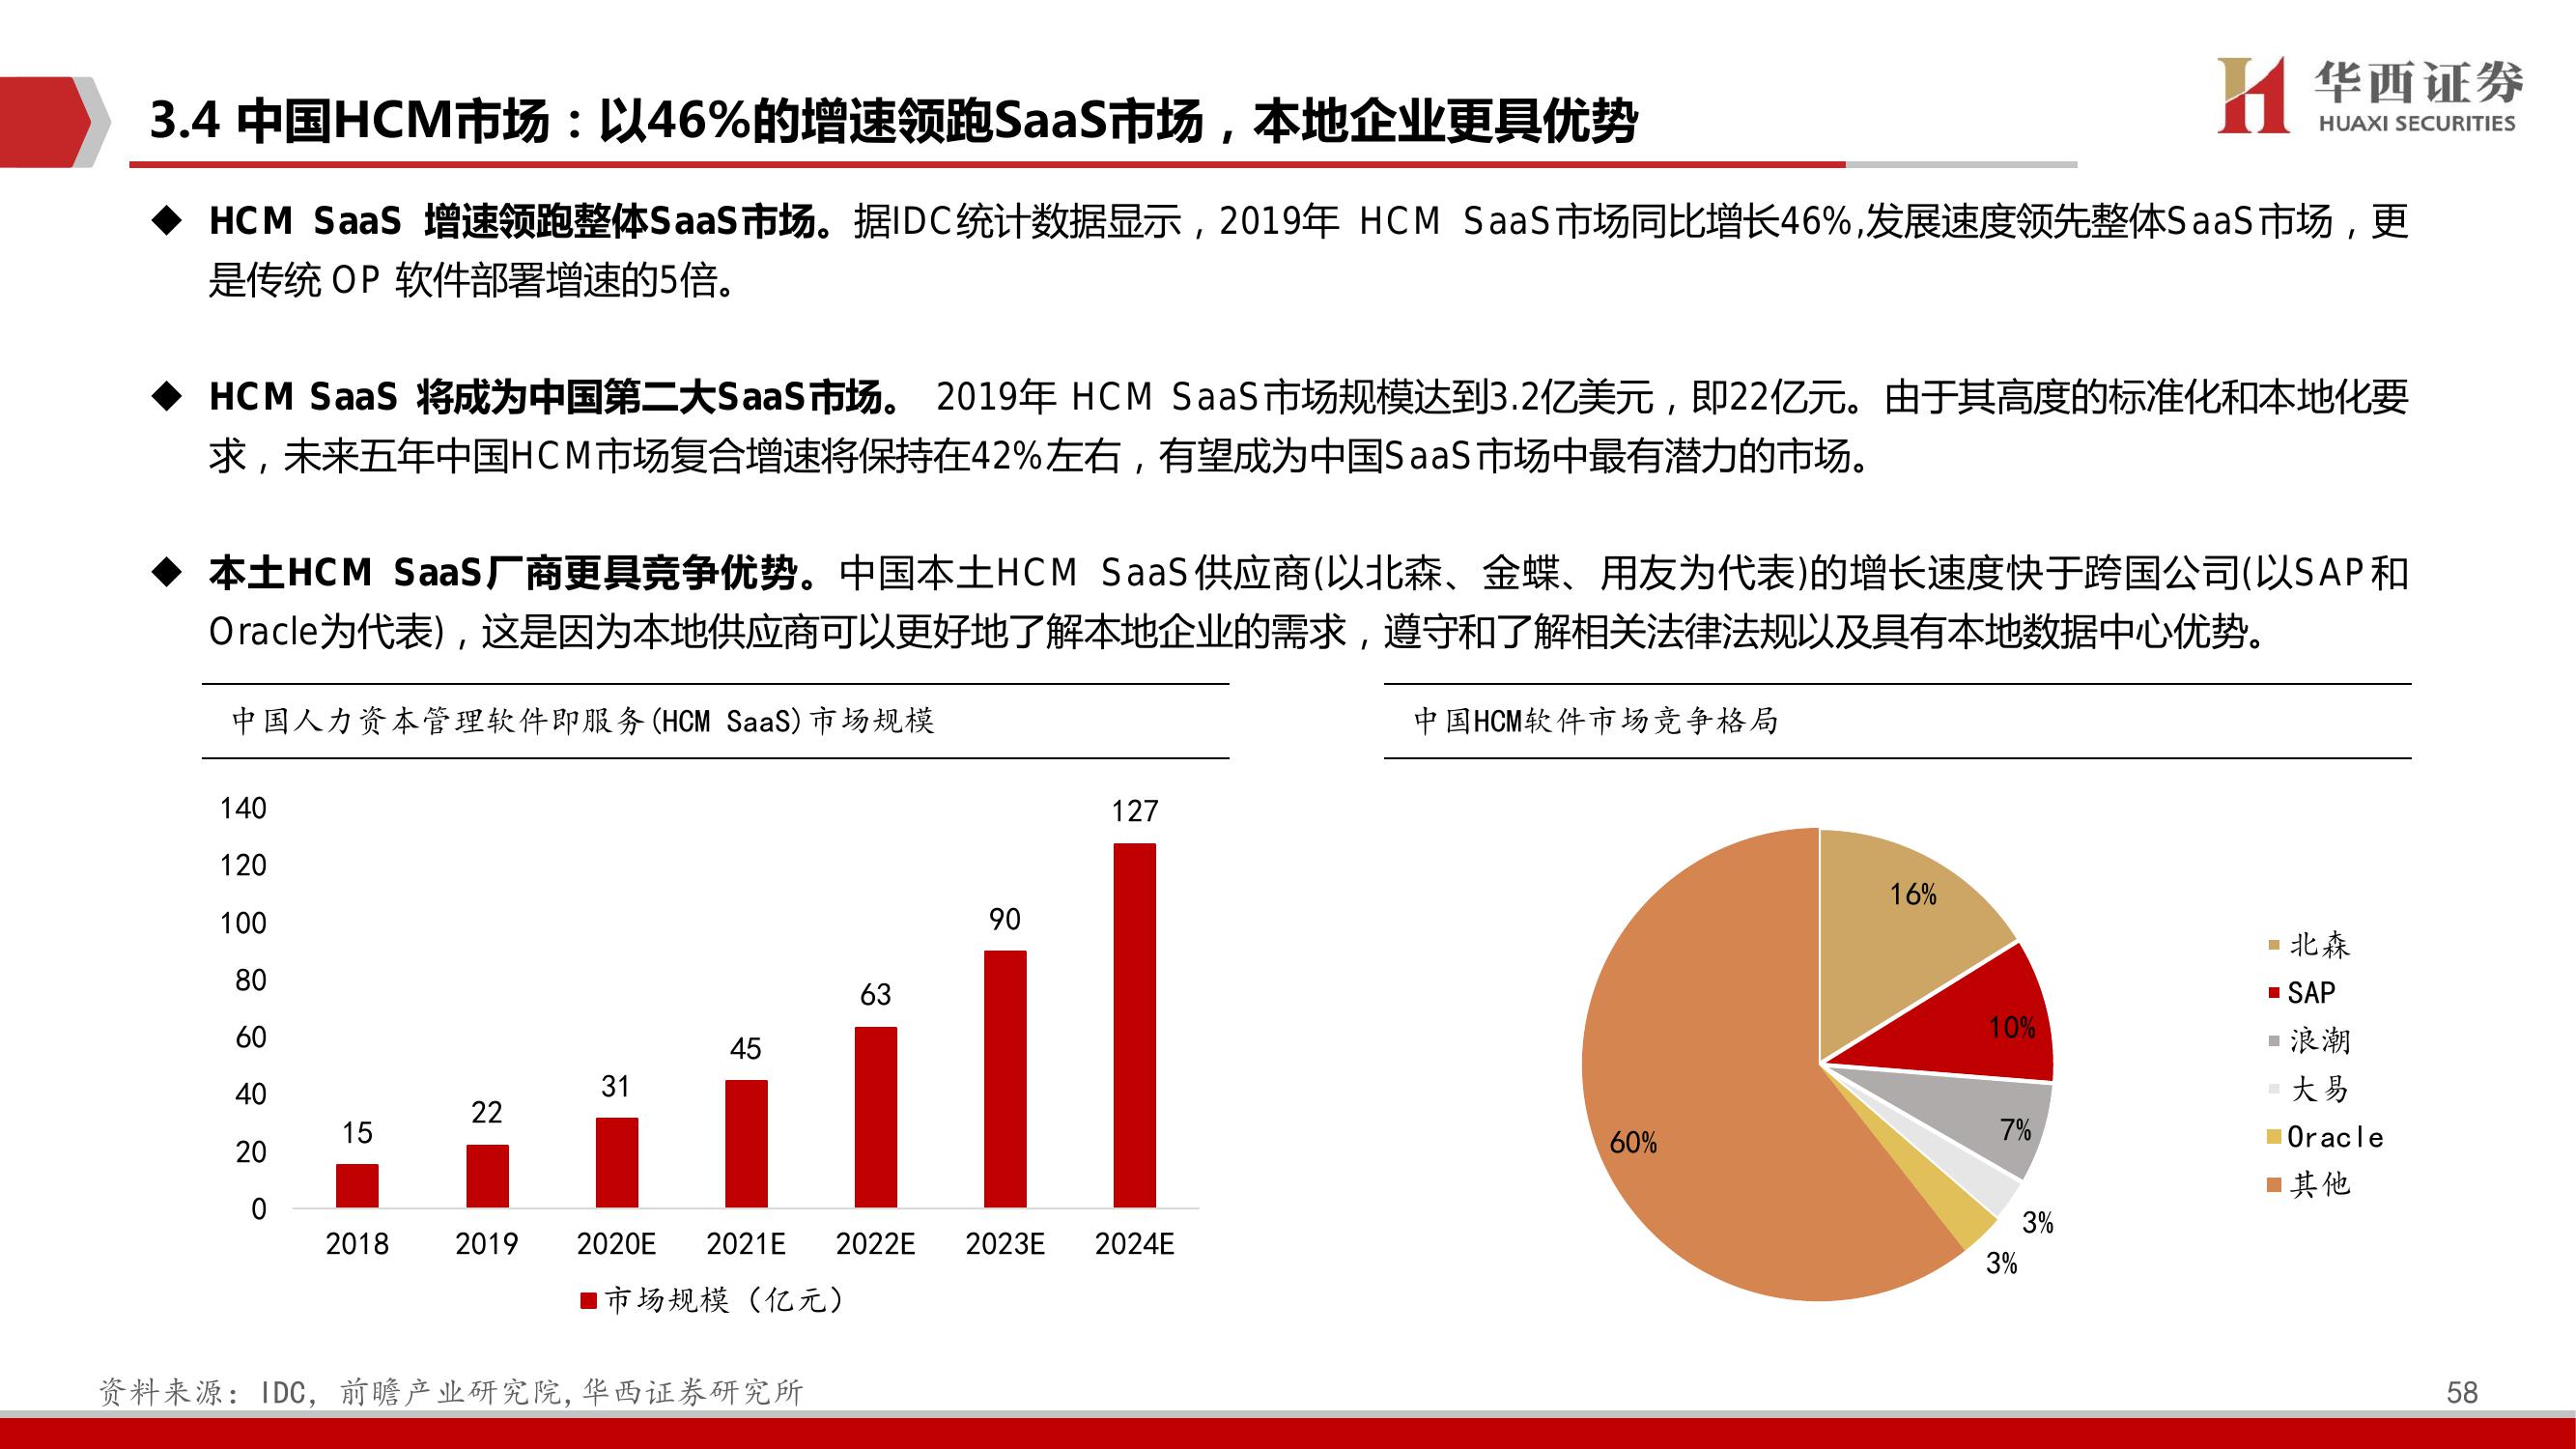 华西证券
HUAXI SECURITIES
3.4 中国HCM市场：以46%的增速领跑SaaS市场，本地企业更具优势
◆ HCM SaaS 增速领跑整体SaaS市场。据IDC统计数据显示，2019年 HCM SaaS市场同比增长46%,发展速度领先整体SaaS市场，更
是传统 OP 软件部署增速的5倍。
◆ HCM SaaS 将成为中国第二大SaaS市场。 2019年 HCM SaaS市场规模达到3.2亿美元，即22亿元。由于其高度的标准化和本地化要
求，未来五年中国HCM市场复合增速将保持在42%左右，有望成为中国SaaS市场中最有潜力的市场。
◆ 本土HCM SaaS厂商更具竞争优势。中国本土HCM SaaS供应商(以北森、金蝶、用友为代表)的增长速度快于跨国公司(以SAP和
Oracle为代表)，这是因为本地供应商可以更好地了解本地企业的需求，遵守和了解相关法律法规以及具有本地数据中心优势。
中国人力资本管理软件即服务(HCM SaaS)市场规模
140
120
100
80
60
40
20
0
15
22
31
45
63
90
127
2018
2019
2020E
2021E
2022E
2023E
2024E
市场规模（亿元）
中国HCM软件市场竞争格局
16%
10%
7%
3%
3%
60%
北森
SAP
浪潮
大易
Oracle
其他
资料来源：IDC，前瞻产业研究院,华西证券研究所
58